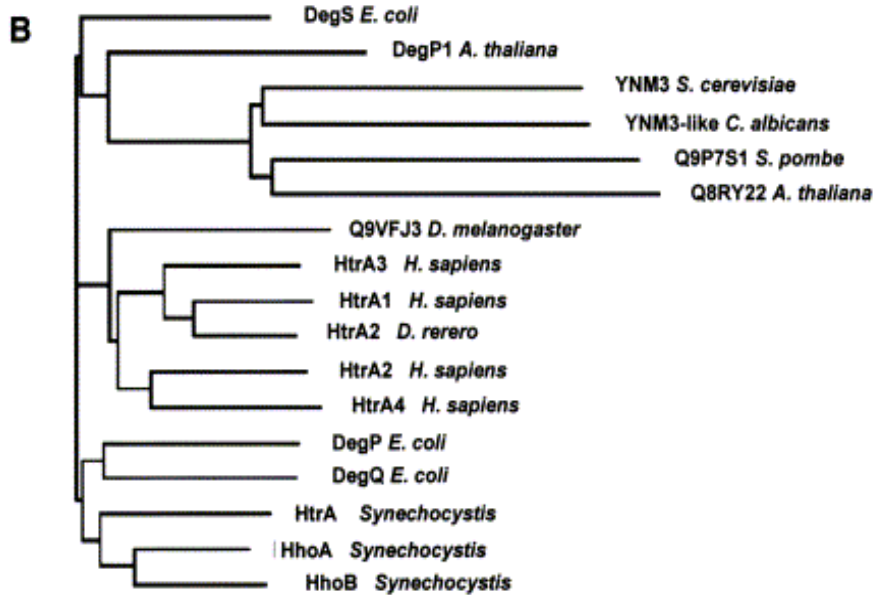 B
DegS E. coli
DegP1 A. thaliana
YNM3 S. cerevisiae
YNM3-like C. albicans
Q9P7S1 S. pombe
Q8RY22 A. thaliana
Q9VFJ3 D. melanogaster
HtrA3 H. sapiens
HtrA1 H. sapiens
HtrA2 D. rerero
HtrA2 H. sapiens
HtrA4 H. sapiens
DegP E. coli
DegQ E. coli
HtrA Synechocystis
HhoA Synechocystis
HhoB Synechocystis